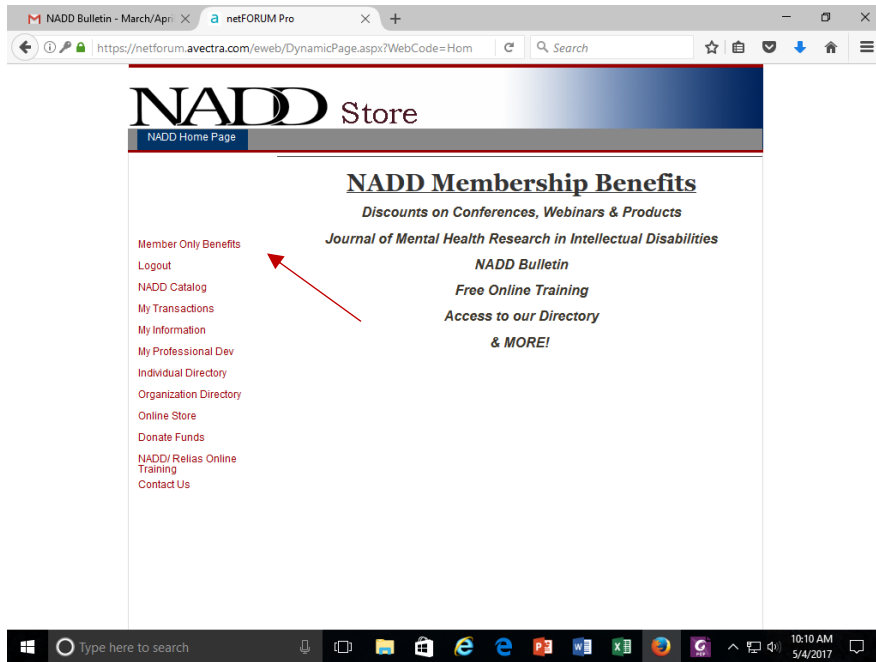 NADD Bulletin - March/Apri
netFORUM Pro
https://netforum.avectra.com/eweb/DynamicPage.aspx?WebCode=Hom
Search
NADD Store
NADD Home Page
NADD Membership Benefits
Discounts on Conferences, Webinars & Products
Journal of Mental Health Research in Intellectual Disabilities
NADD Bulletin
Free Online Training
Access to our Directory
& MORE!
Member Only Benefits
Logout
NADD Catalog
My Transactions
My Information
My Professional Dev
Individual Directory
Organization Directory
Online Store
Donate Funds
NADD/ Relias Online
Training
Contact Us
Type here to search
10:10 AM
5/4/2017